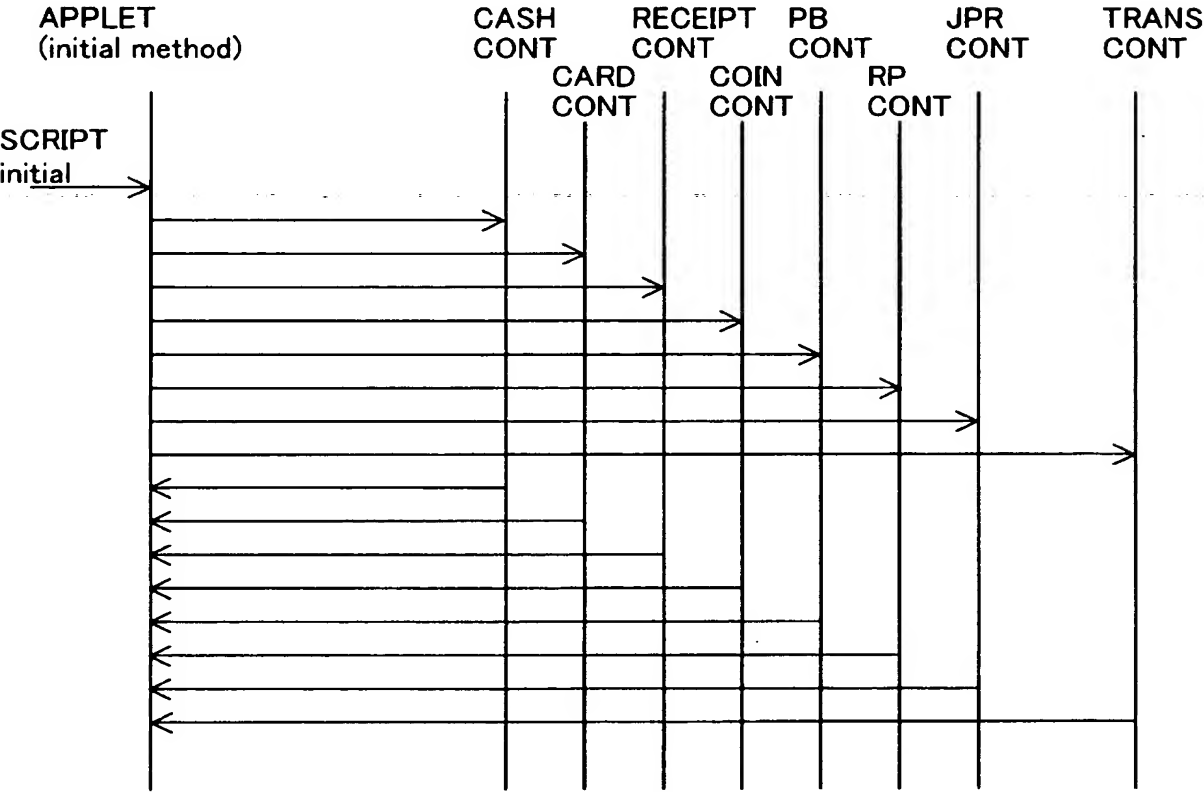 APPLET
(initial method)
CASH
CONT
RECEIPT
CONT
PB
CONT
JPR
CONT
TRANS
CONT
CARD
CONT
COIN
CONT
RP
CONT
SCRIPT
initial